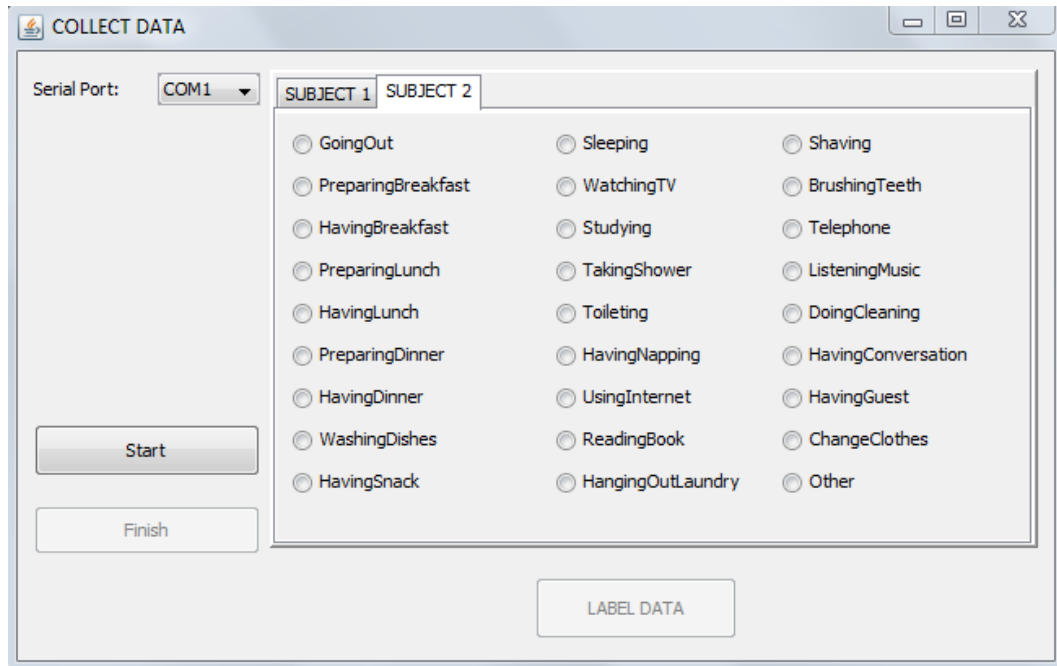 COLLECT DATA
Serial Port: COM1
SUBJECT 1 SUBJECT 2
GoingOut Sleeping Shaving
PreparingBreakfast WatchingTV BrushingTeeth
HavingBreakfast Studying Telephone
PreparingLunch TakingShower ListeningMusic
HavingLunch Toileting DoingCleaning
PreparingDinner HavingNapping HavingConversation
HavingDinner UsingInternet HavingGuest
WashingDishes ReadingBook ChangeClothes
HavingSnack HangingOutLaundry Other
Start
Finish
LABEL DATA